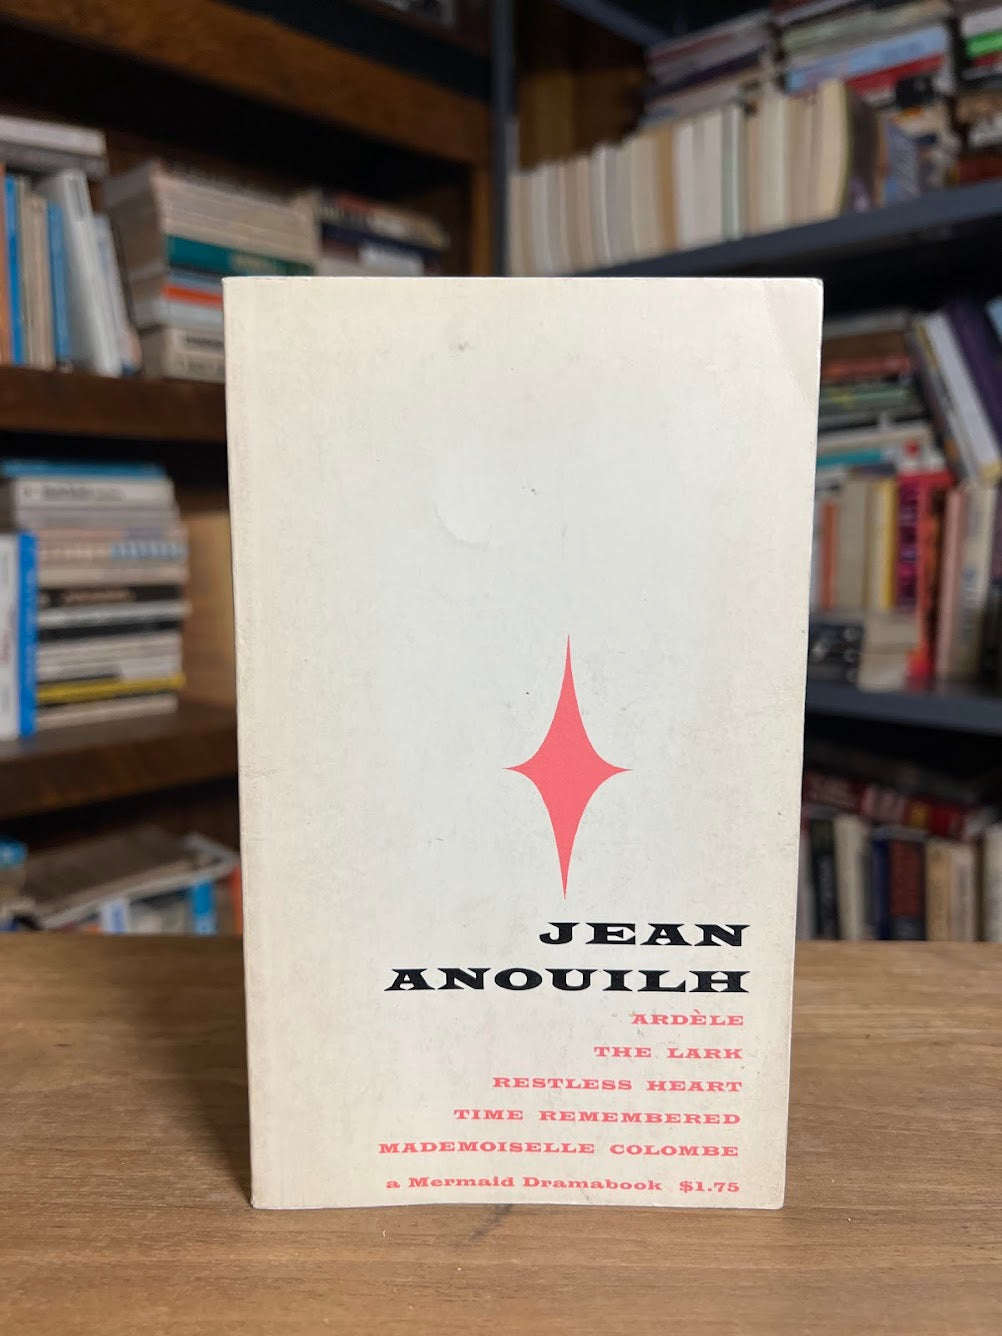 JEAN
ANOUILH
ARDÈLE
THE LARK
RESTLESS HEART
TIME REMEMBERED
MADEMOISELLE COLOMBE
a Mermaid Dramabook $1.75